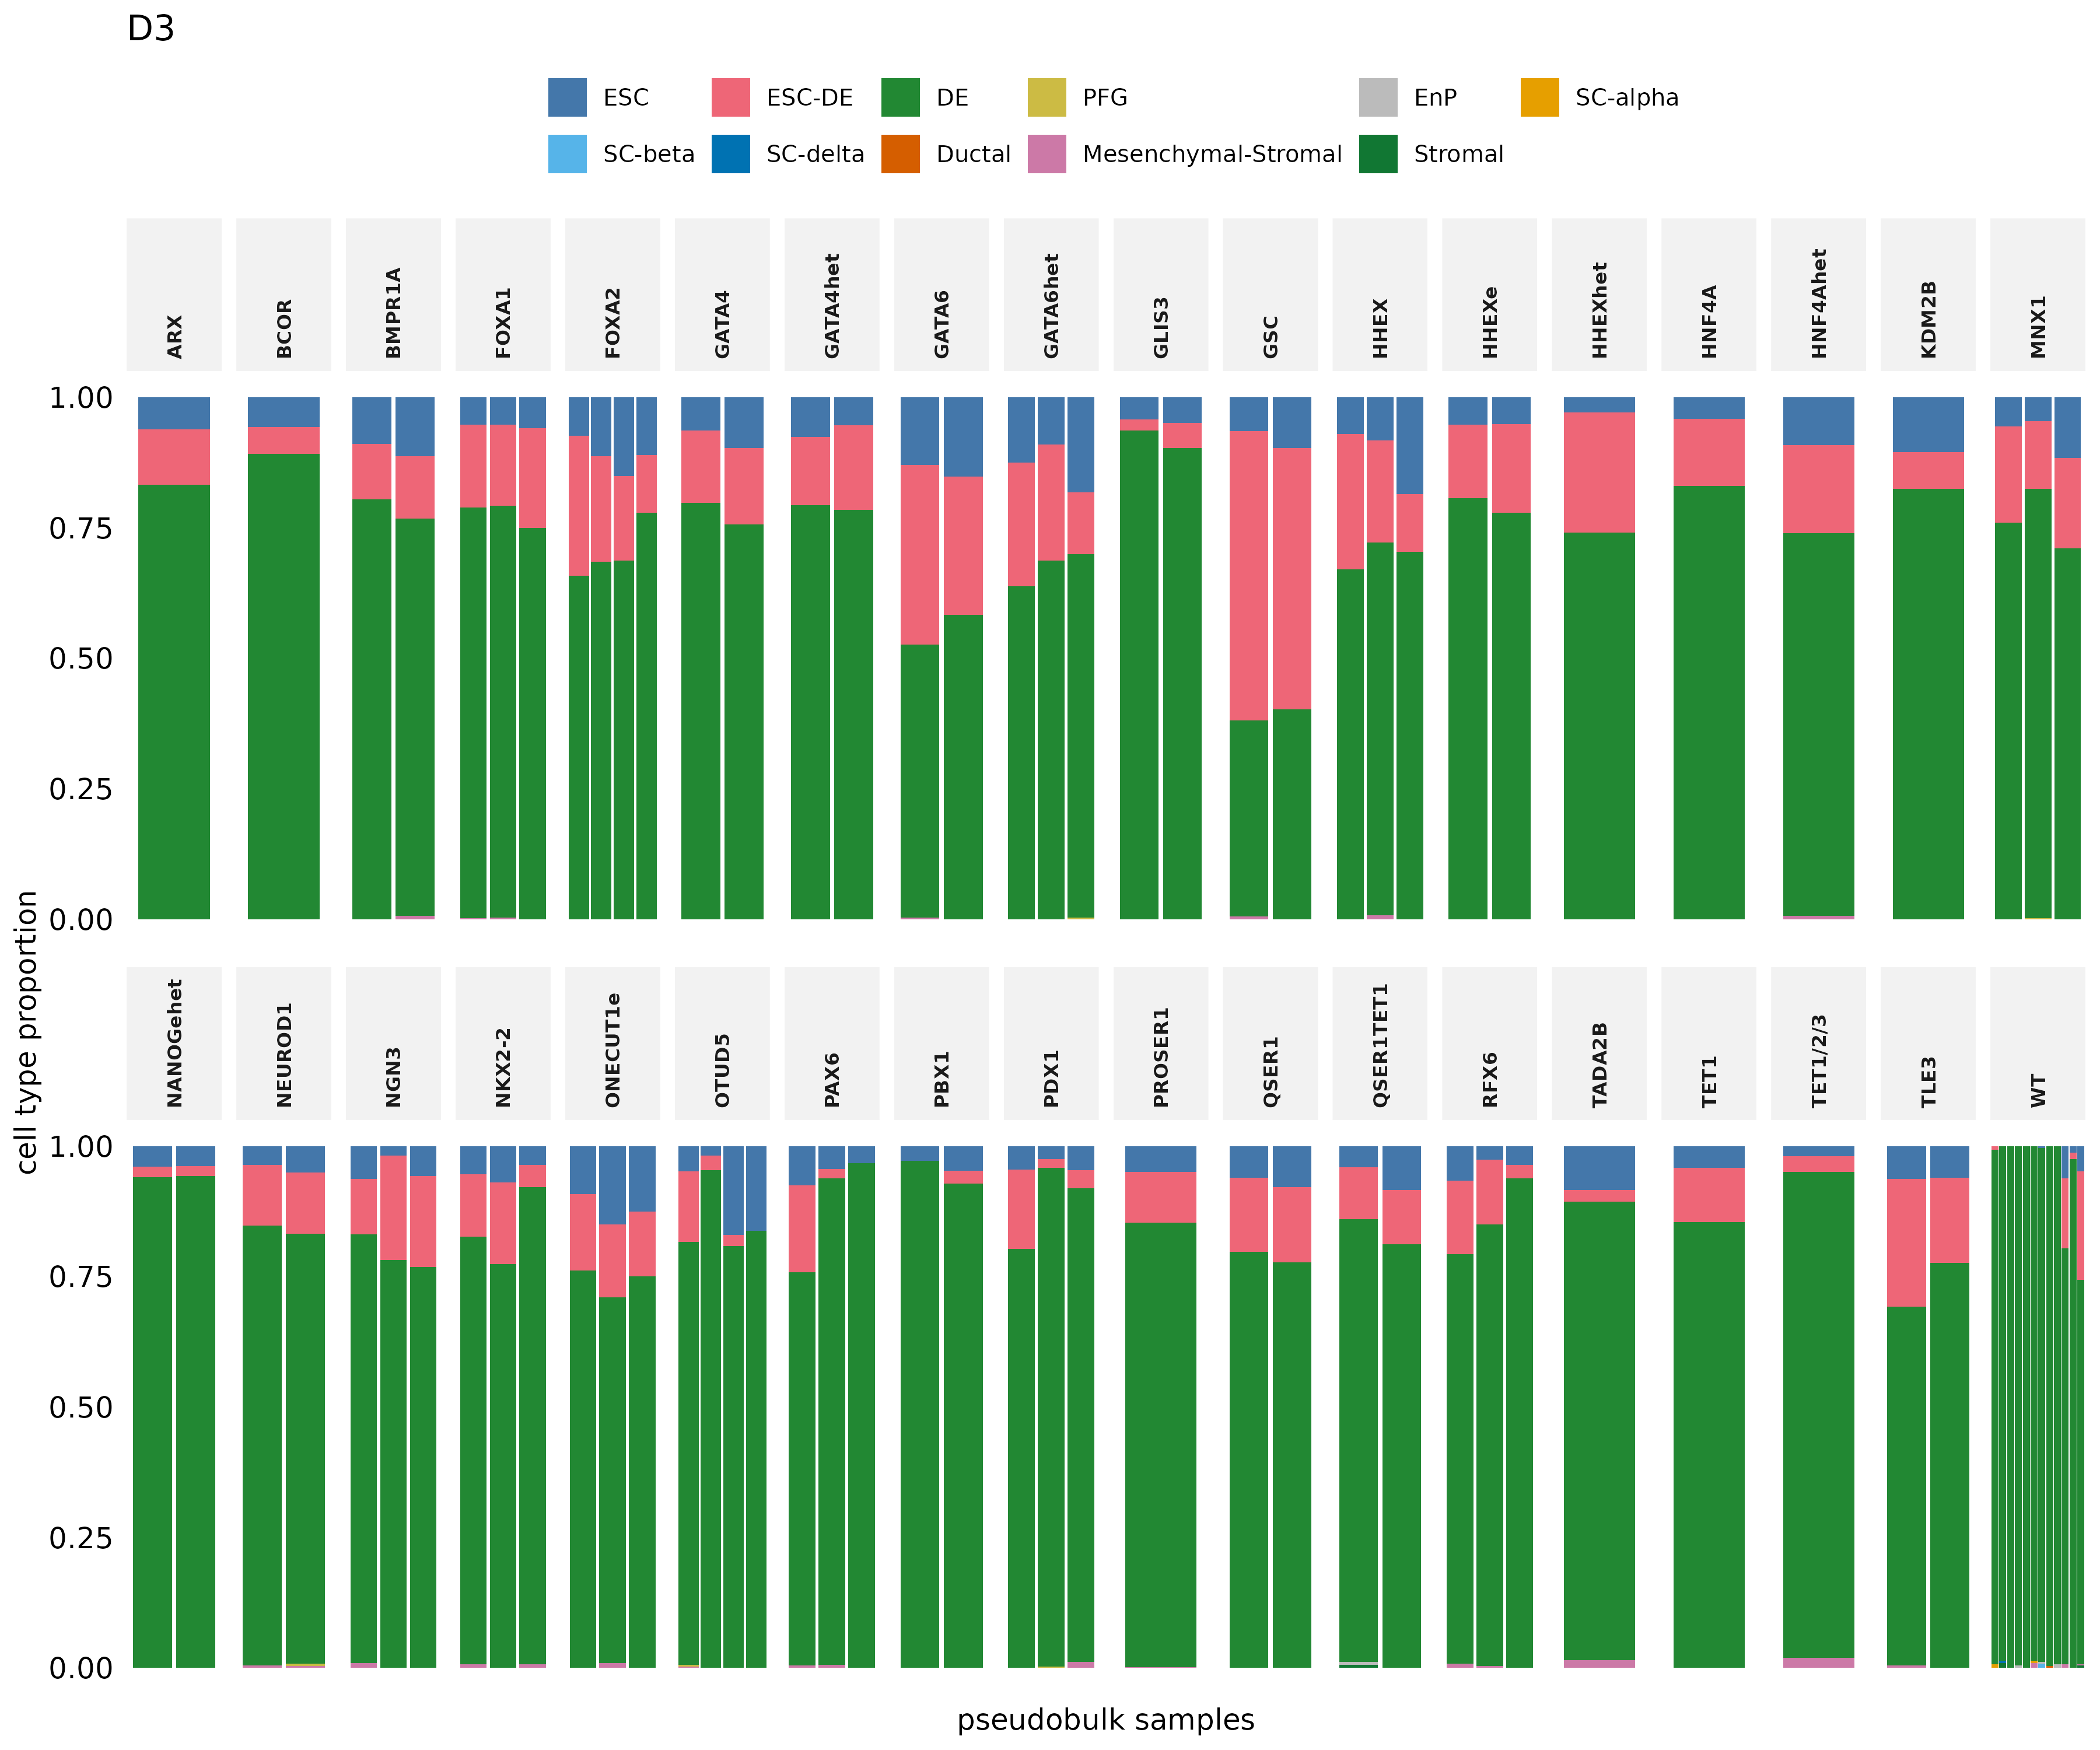 D3
ESC ESC-DE DE PFG EnP SC-alpha
SC-beta SC-delta Ductal Mesenchymal-Stromal Stromal
ARX BCOR BMPR1A FOXA1 FOXA2 GATA4 GATA4het GATA6 GATA6het GLIS3 GSC HHEX HHEXe HHEXhet HNF4A HNF4Ahet KDM2B MNX1
1.00
0.75
0.50
0.25
0.00
cell type proportion
NANOGehet NEUROD1 NGN3 NKX2-2 ONECUT1e OTUD5 PAX6 PBX1 PDX1 PROSER1 QSER1 QSER1TET1 RFX6 TADA2B TET1 TET1/2/3 TLE3 WT
1.00
0.75
0.50
0.25
0.00
pseudobulk samples